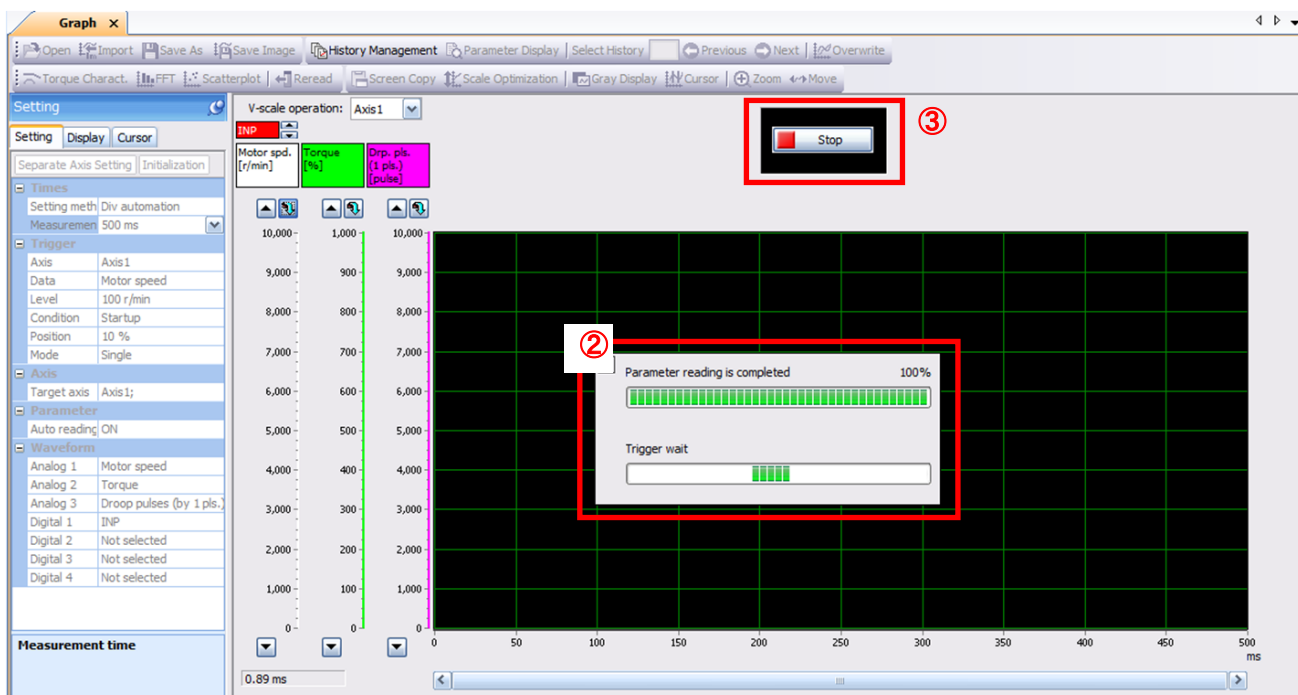 Graph
Open Import Save As Save Image History Management Parameter Display Select History Previous Next Overwrite
Torque Charact. FFT Scatterplot Reread Screen Copy Scale Optimization Gray Display Cursor Zoom Move
Setting
Setting Display Cursor
Separate Axis Setting Initialization
Times
Setting meth Div automation
Measuremen 500 ms
Trigger
Axis Axis1
Data Motor speed
Level 100 r/min
Condition Startup
Position 10 %
Mode Single
Axis
Target axis Axis1;
Parameter
Auto reading ON
Waveform
Analog 1 Motor speed
Analog 2 Torque
Analog 3 Droop pulses (by 1 pls.)
Digital 1 INP
Digital 2 Not selected
Digital 3 Not selected
Digital 4 Not selected
Measurement time
V-scale operation: Axis1
INP
Motor spd. Torque Drp. pls.
[r/min] [%] (1 pls.)
[pulse]
Stop
③
10,000 1,000 10,000
9,000 900 9,000
8,000 800 8,000
7,000 700 7,000
6,000 600 6,000
5,000 500 5,000
4,000 400 4,000
3,000 300 3,000
2,000 200 2,000
1,000 100 1,000
0 0 0
②
Parameter reading is completed 100%
Trigger wait
0 50 100 150 200 250 300 350 400 450 500
ms
0.89 ms